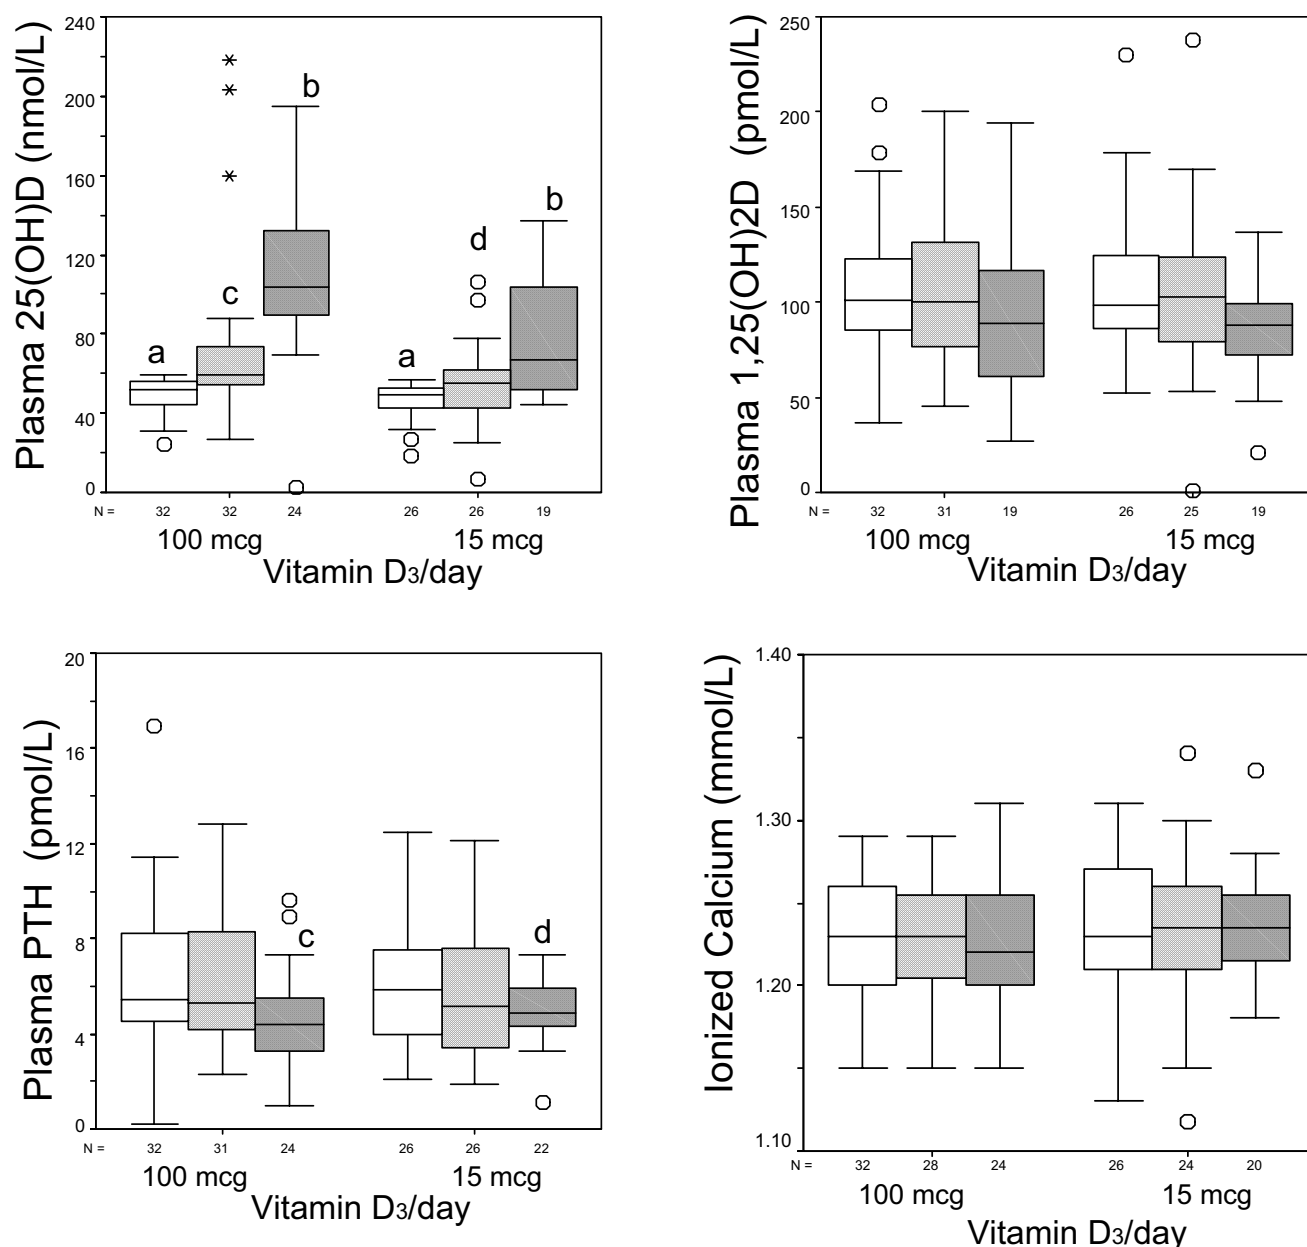 Plasma 25(OH)D (nmol/L)
240
200
160
120
80
40
0
a
c
b
a
d
b
N =
32
32
24
26
26
19
100 mcg
15 mcg
Vitamin D3/day
Plasma 1,25(OH)2D (pmol/L)
250
200
150
100
50
0
N =
32
31
19
26
25
19
100 mcg
15 mcg
Vitamin D3/day
Plasma PTH (pmol/L)
20
16
12
8
4
0
c
d
N =
32
31
24
26
26
22
100 mcg
15 mcg
Vitamin D3/day
Ionized Calcium (mmol/L)
1.40
1.30
1.20
1.10
N =
32
28
24
26
24
20
100 mcg
15 mcg
Vitamin D3/day